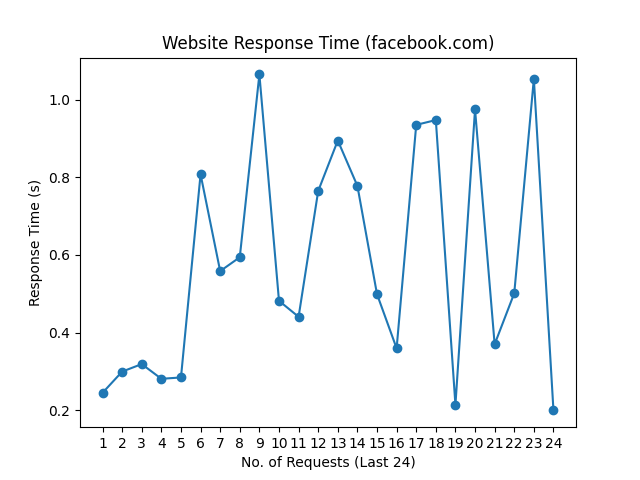 Website Response Time (facebook.com)
Response Time (s)
1.0
0.8
0.6
0.4
0.2
1 2 3 4 5 6 7 8 9 10 11 12 13 14 15 16 17 18 19 20 21 22 23 24
No. of Requests (Last 24)